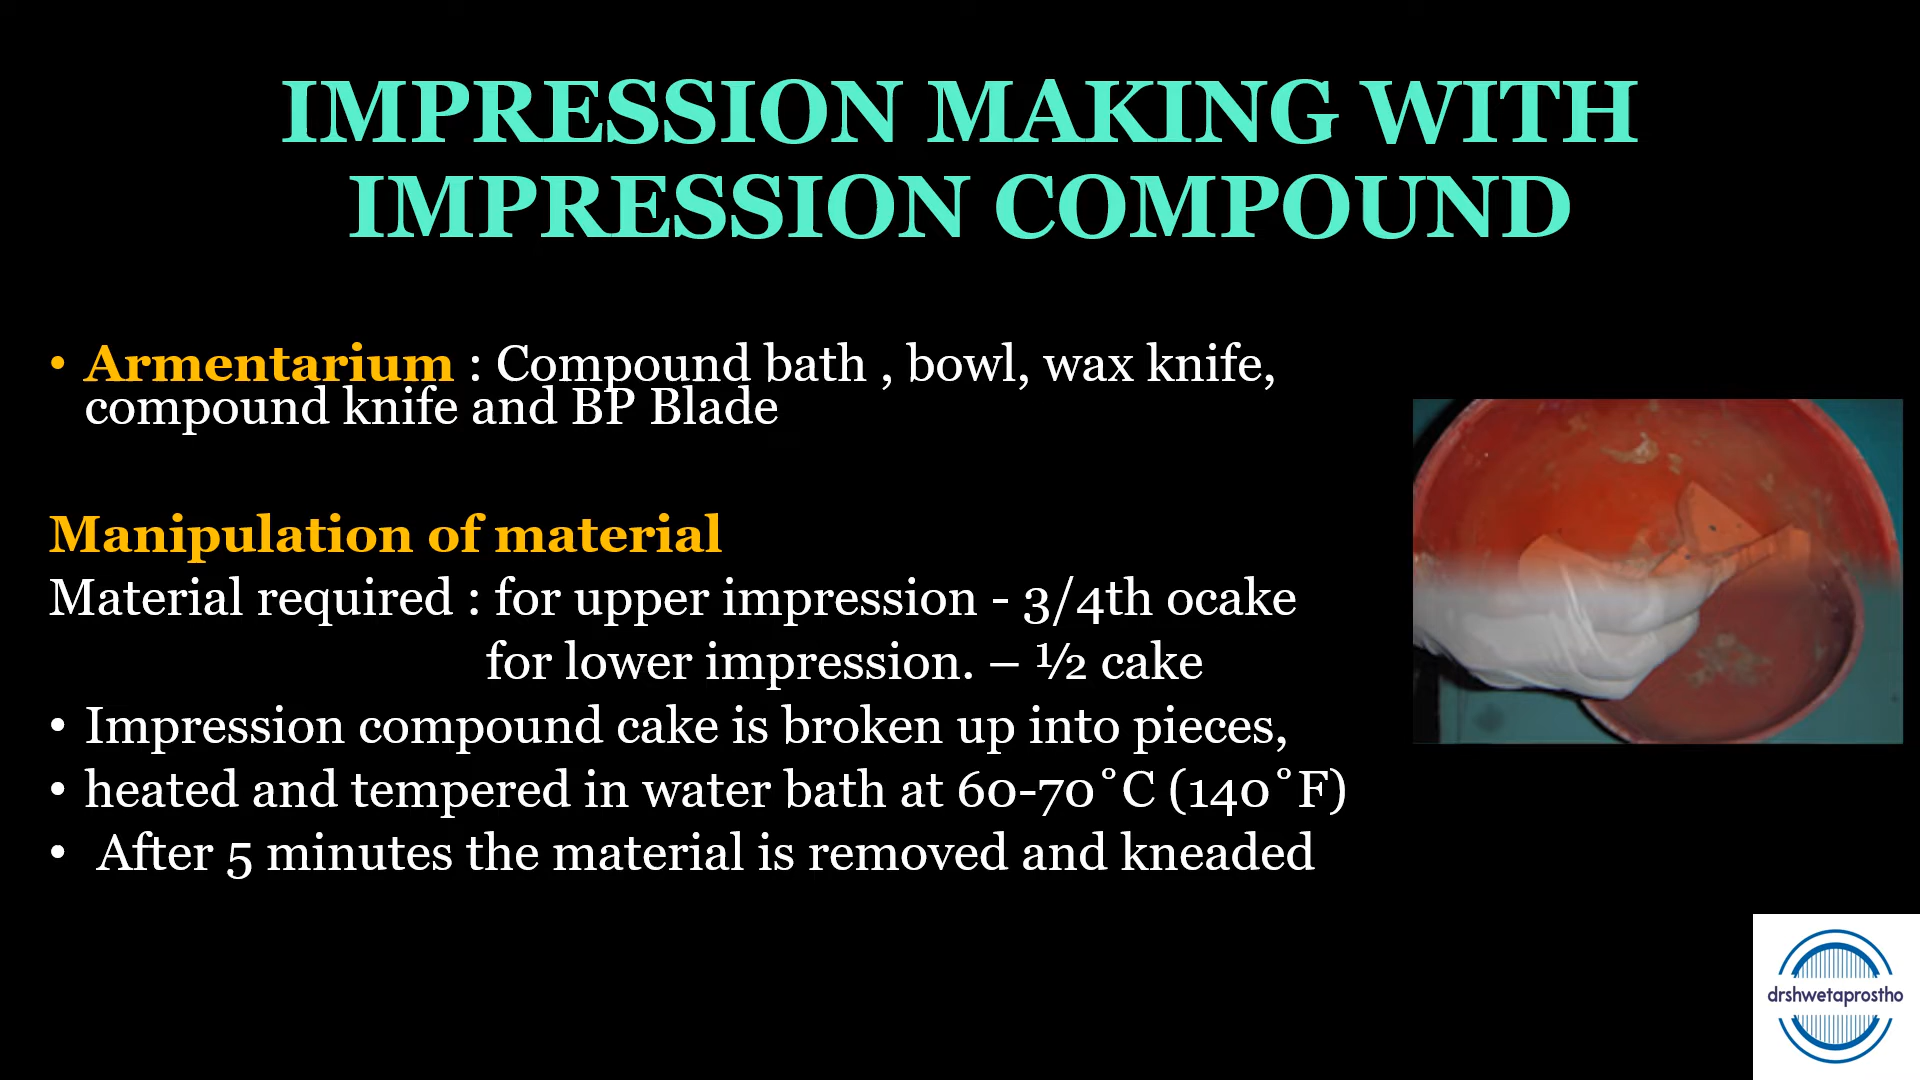 IMPRESSION MAKING WITH
IMPRESSION COMPOUND
• Armentarium : Compound bath , bowl, wax knife,
compound knife and BP Blade
Manipulation of material
Material required : for upper impression - 3/4th ocake
for lower impression. – ½ cake
• Impression compound cake is broken up into pieces,
• heated and tempered in water bath at 60-70˚C (140˚F)
• After 5 minutes the material is removed and kneaded
drshwetaprostho